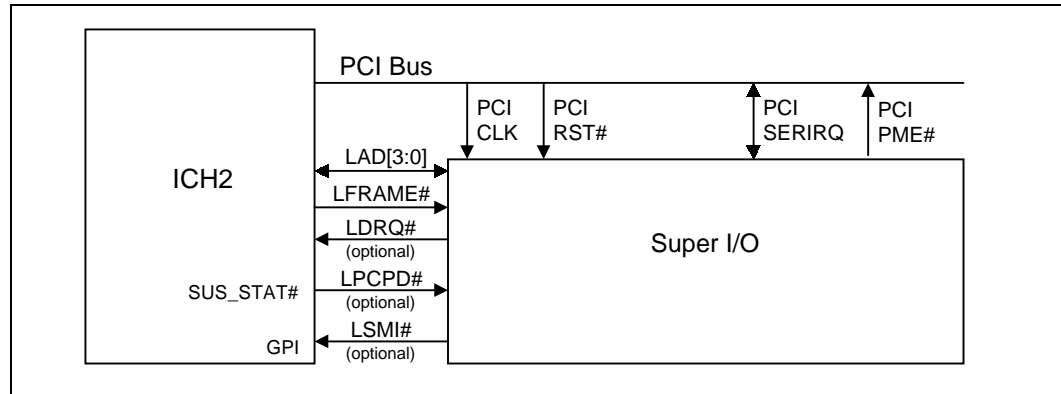 PCI Bus
PCI
CLK
PCI
RST#
PCI
SERIRQ
PCI
PME#
ICH2
LAD[3:0]
LFRAME#
LDRQ#
(optional)
SUS_STAT#
LPCPD#
(optional)
GPI
LSMI#
(optional)
Super I/O